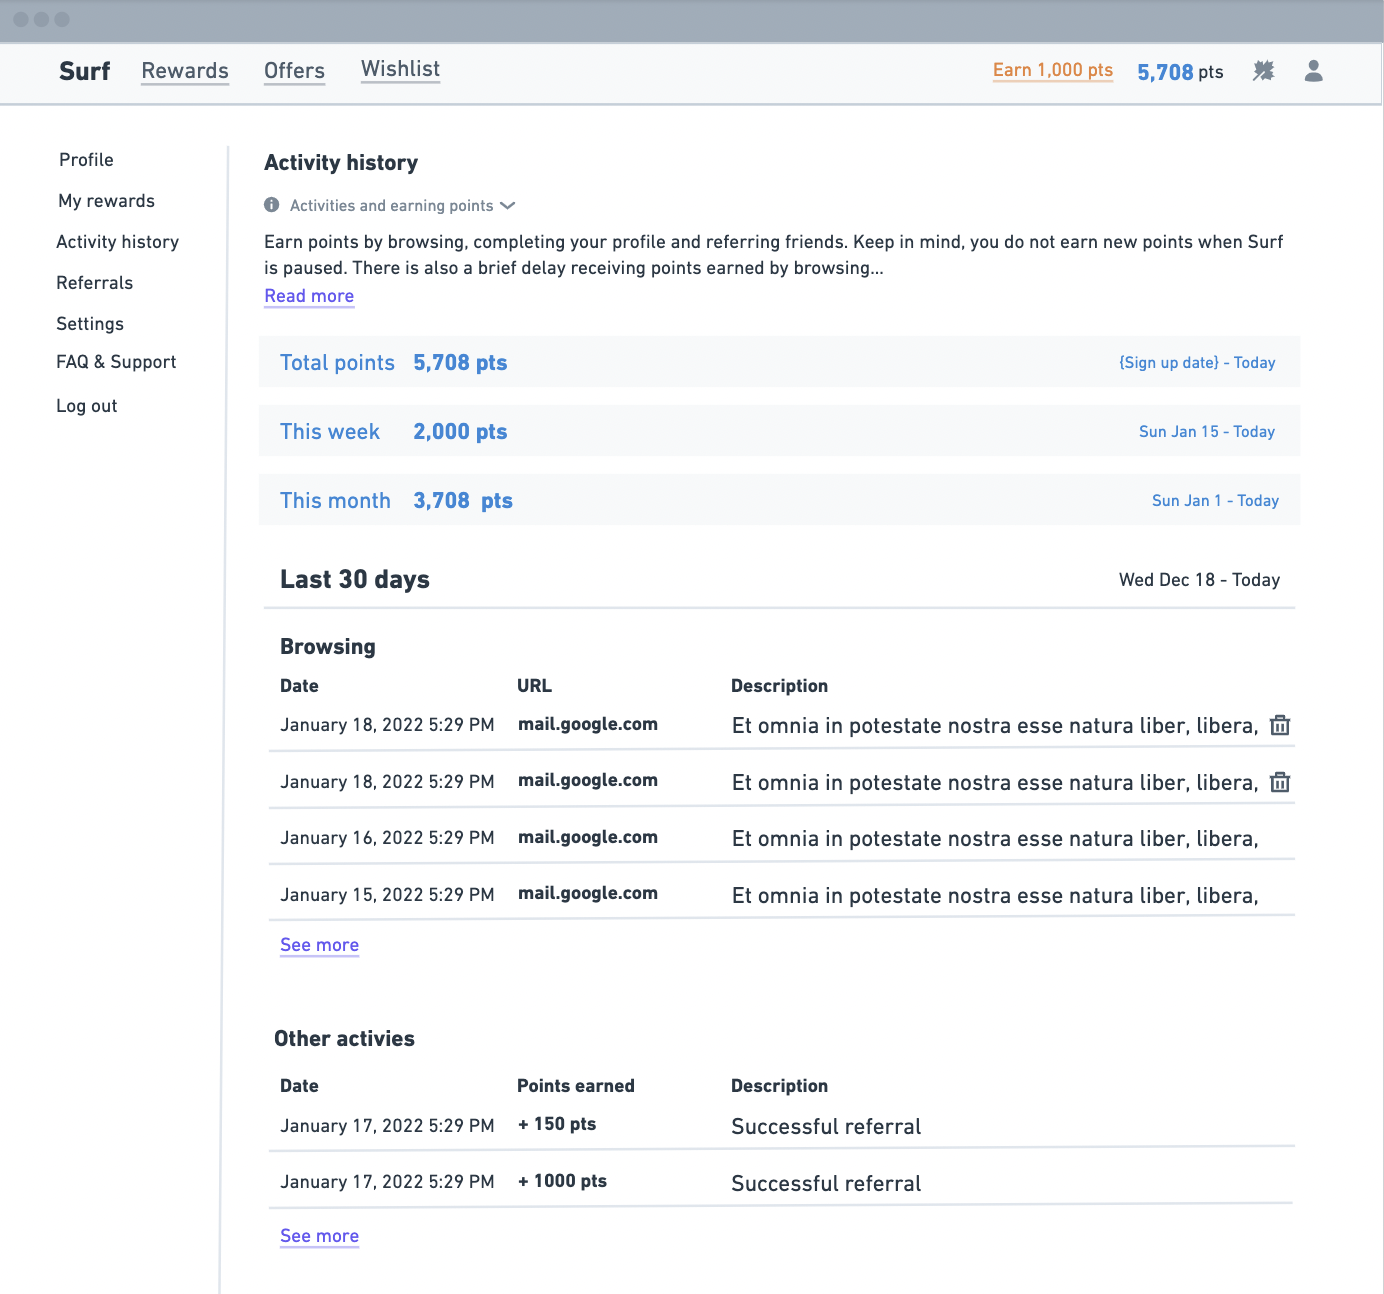 Surf Rewards Offers Wishlist Earn 1,000 pts 5,708 pts
Profile
My rewards
Activity history
Referrals
Settings
FAQ & Support
Log out
Activity history
Activities and earning points
Earn points by browsing, completing your profile and referring friends. Keep in mind, you do not earn new points when Surf
is paused. There is also a brief delay receiving points earned by browsing...
Read more
Total points 5,708 pts {Sign up date} - Today
This week 2,000 pts Sun Jan 15 - Today
This month 3,708 pts Sun Jan 1 - Today
Last 30 days Wed Dec 18 - Today
Browsing
Date URL Description
January 18, 2022 5:29 PM mail.google.com Et omnia in potestate nostra esse natura liber, libera,
January 18, 2022 5:29 PM mail.google.com Et omnia in potestate nostra esse natura liber, libera,
January 16, 2022 5:29 PM mail.google.com Et omnia in potestate nostra esse natura liber, libera,
January 15, 2022 5:29 PM mail.google.com Et omnia in potestate nostra esse natura liber, libera,
See more
Other activies
Date Points earned Description
January 17, 2022 5:29 PM + 150 pts Successful referral
January 17, 2022 5:29 PM + 1000 pts Successful referral
See more